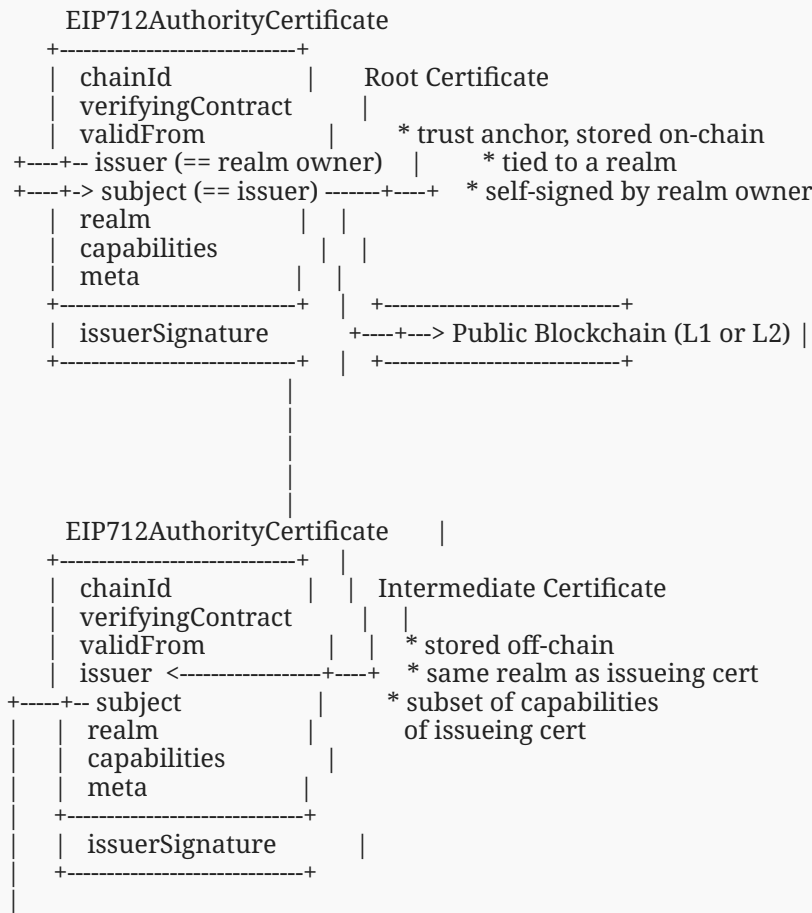 EIP712AuthorityCertificate
+------------------------------+
| chainId | Root Certificate
| verifyingContract |
| validFrom | * trust anchor, stored on-chain
+----+-- issuer (== realm owner) | * tied to a realm
+----+-> subject (== issuer) -------+----+ * self-signed by realm owner
| realm | |
| capabilities | |
| meta | |
+------------------------------+ | +------------------------------+
| issuerSignature +----+---> Public Blockchain (L1 or L2) |
+------------------------------+ | +------------------------------+
|
|
|
|
|
EIP712AuthorityCertificate |
+------------------------------+ |
| chainId | | Intermediate Certificate
| verifyingContract | |
| validFrom | | * stored off-chain
| issuer <------------------+----+ * same realm as issueing cert
+-----+-- subject | * subset of capabilities
| | realm | of issueing cert
| | capabilities |
| | meta |
| +------------------------------+
| | issuerSignature |
| +------------------------------+
|